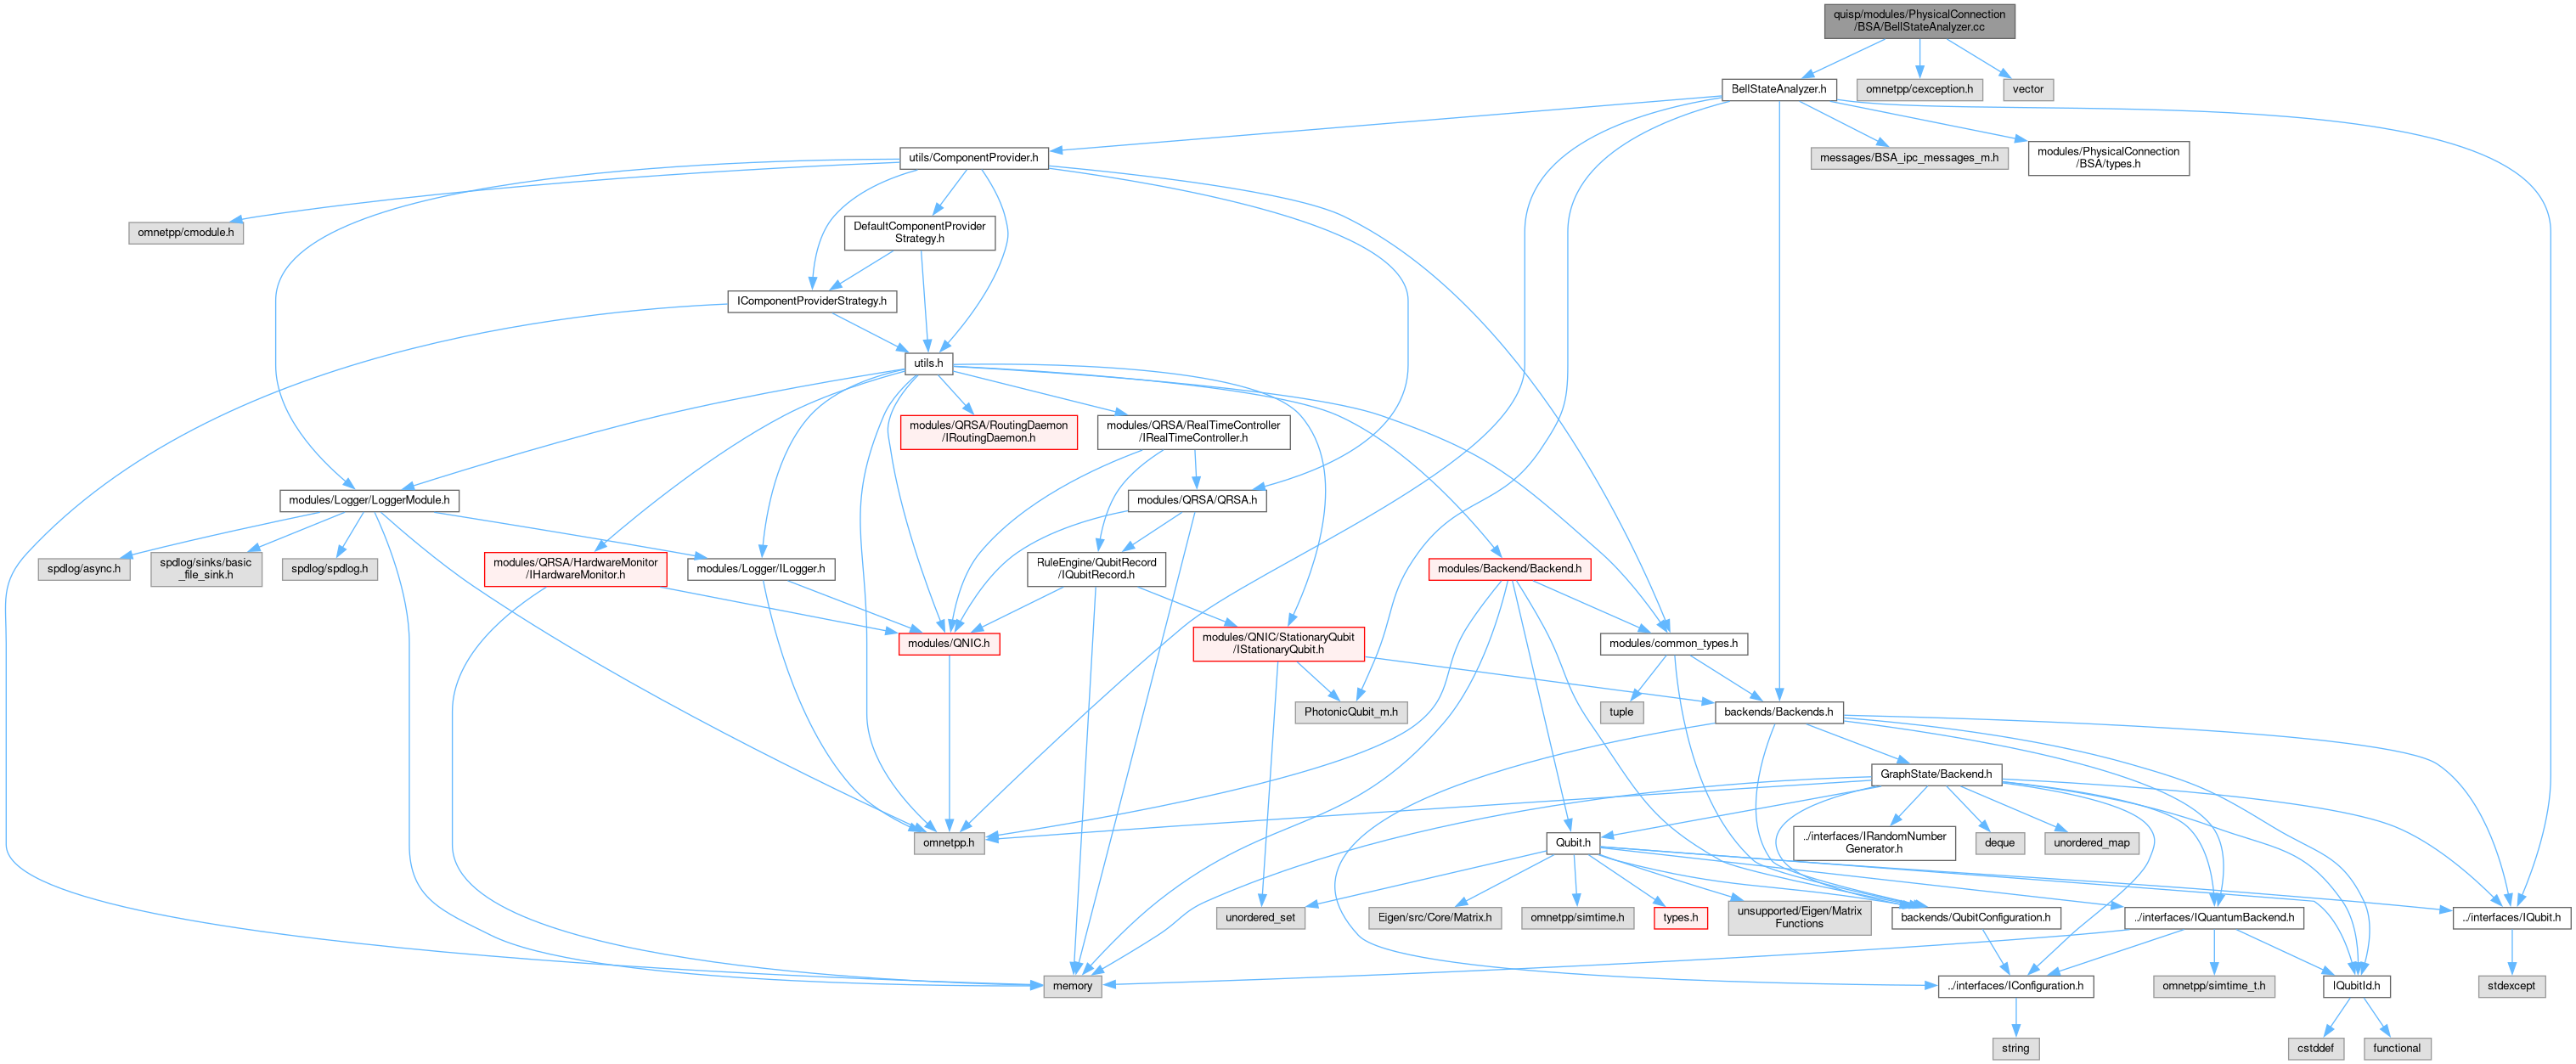 quisp/modules/PhysicalConnection
/BSA/BellStateAnalyzer.cc
BellStateAnalyzer.h
omnetpp/cexception.h
vector
utils/ComponentProvider.h
messages/BSA_ipc_messages_m.h
modules/PhysicalConnection
/BSA/types.h
omnetpp/cmodule.h
DefaultComponentProvider
Strategy.h
IComponentProviderStrategy.h
utils.h
modules/QRSA/RoutingDaemon
/IRoutingDaemon.h
modules/QRSA/RealTimeController
/IRealTimeController.h
modules/Logger/LoggerModule.h
modules/QRSA/QRSA.h
spdlog/async.h
spdlog/sinks/basic
_file_sink.h
spdlog/spdlog.h
modules/QRSA/HardwareMonitor
/IHardwareMonitor.h
modules/Logger/ILogger.h
RuleEngine/QubitRecord
/IQubitRecord.h
modules/Backend/Backend.h
modules/QNIC.h
modules/QNIC/StationaryQubit
/IStationaryQubit.h
modules/common_types.h
PhotonicQubit_m.h
tuple
backends/Backends.h
GraphState/Backend.h
omnetpp.h
Qubit.h
../interfaces/IRandomNumber
Generator.h
deque
unordered_map
unordered_set
Eigen/src/Core/Matrix.h
omnetpp/simtime.h
types.h
unsupported/Eigen/Matrix
Functions
backends/QubitConfiguration.h
../interfaces/IQuantumBackend.h
../interfaces/IQubit.h
memory
../interfaces/IConfiguration.h
omnetpp/simtime_t.h
IQubitId.h
stdexcept
string
cstddef
functional